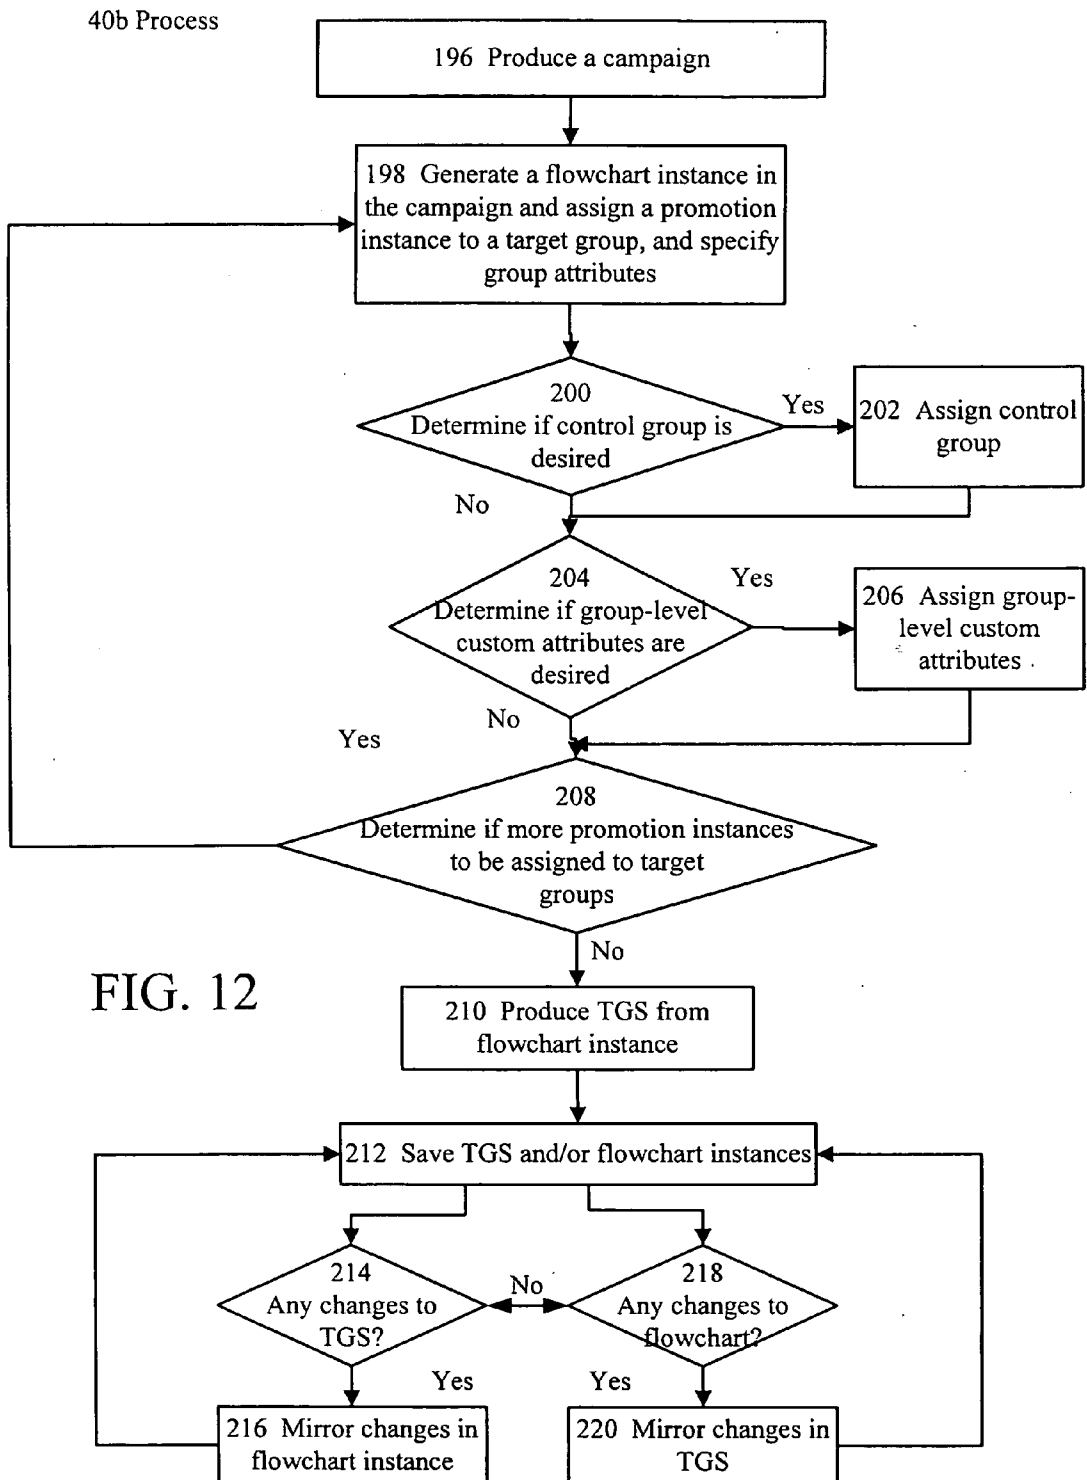 40b Process
196 Produce a campaign
198 Generate a flowchart instance in
the campaign and assign a promotion
instance to a target group, and specify
group attributes
200
Determine if control group is
desired
Yes
202 Assign control
group
No
204
Determine if group-level
custom attributes are
desired
Yes
206 Assign group-
level custom
attributes
No
Yes
208
Determine if more promotion instances
to be assigned to target
groups
No
FIG. 12
210 Produce TGS from
flowchart instance
212 Save TGS and/or flowchart instances
214
Any changes to
TGS?
No
218
Any changes to
flowchart?
Yes
Yes
216 Mirror changes in
flowchart instance
220 Mirror changes in
TGS